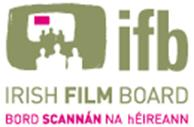 ifb
IRISH FILM BOARD
BORD SCANNÁN NA hÉIREANN